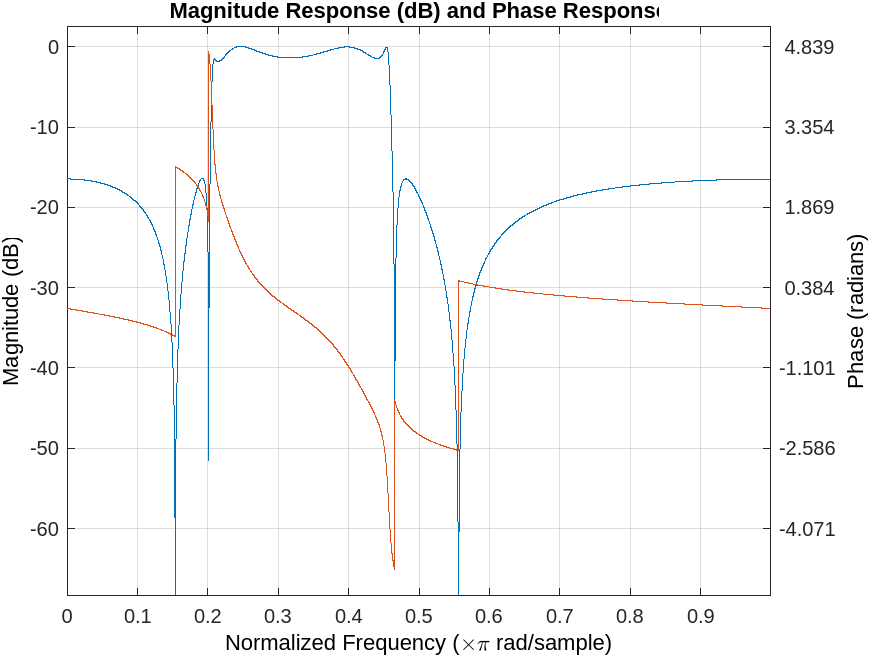 Magnitude Response (dB) and Phase Respons
0
-10
-20
-30
-40
-50
-60
Magnitude (dB)
4.839
3.354
1.869
0.384
-1.101
-2.586
-4.071
Phase (radians)
0 0.1 0.2 0.3 0.4 0.5 0.6 0.7 0.8 0.9
Normalized Frequency (×π rad/sample)